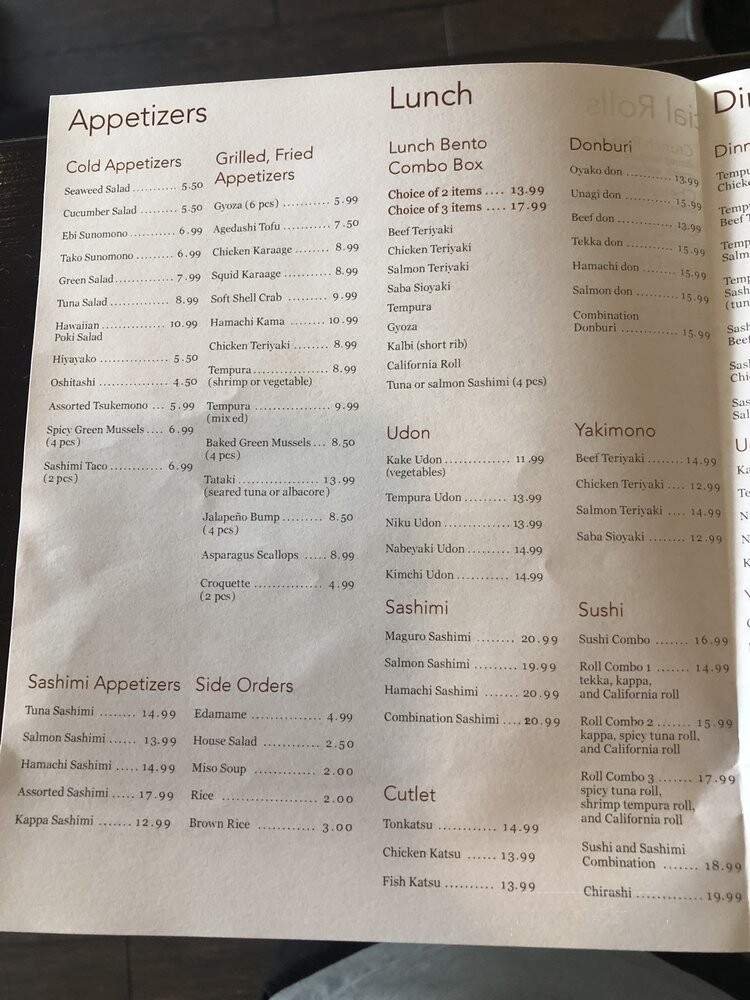 Appetizers
Cold Appetizers
Seaweed Salad ........... 5.50
Cucumber Salad ......... 5.50
Ebi Sunomono ........... 6.99
Tako Sunomono ......... 6.99
Green Salad .............. 7.99
Tuna Salad ............... 8.99
Hawaiian ................. 10.99
Poki Salad
Hiyayako ................. 5.50
Oshitashi ................. 4.50
Assorted Tsukemono ... 5.99
Spicy Green Mussels .... 6.99
(4 pcs)
Sashimi Taco ............ 6.99
(2 pcs)
Grilled, Fried
Appetizers
Gyoza (6 pcs) ............ 5.99
Agedashi Tofu ........... 7.50
Chicken Karaage ........ 8.99
Squid Karaage ........... 8.99
Soft Shell Crab ......... 9.99
Hamachi Kama ........ 10.99
Chicken Teriyaki ........ 8.99
Tempura .................. 8.99
(shrimp or vegetable)
Tempura .................. 9.99
(mixed)
Baked Green Mussels ... 8.50
(4 pcs)
Tataki .................. 13.99
(seared tuna or albacore)
Jalapeño Bump ......... 8.50
(4 pcs)
Asparagus Scallops ..... 8.99
Croquette ............... 4.99
(2 pcs)
Sashimi Appetizers
Tuna Sashimi ........ 14.99
Salmon Sashimi ..... 13.99
Hamachi Sashimi ..... 14.99
Assorted Sashimi ..... 17.99
Kappa Sashimi ....... 12.99
Side Orders
Edamame ............... 4.99
House Salad ............ 2.50
Miso Soup ............. 2.00
Rice .................... 2.00
Brown Rice ............ 3.00
Lunch
Lunch Bento
Combo Box
Choice of 2 items .... 13.99
Choice of 3 items .... 17.99
Beef Teriyaki
Chicken Teriyaki
Salmon Teriyaki
Saba Sioyaki
Tempura
Gyoza
Kalbi (short rib)
California Roll
Tuna or salmon Sashimi (4 pcs)
Udon
Kake Udon .............. 11.99
(vegetables)
Tempura Udon ......... 13.99
Niku Udon .............. 13.99
Nabeyaki Udon ......... 14.99
Kimchi Udon ........... 14.99
Sashimi
Maguro Sashimi ........ 20.99
Salmon Sashimi ......... 19.99
Hamachi Sashimi ....... 20.99
Combination Sashimi .... 20.99
Cutlet
Tonkatsu ............. 14.99
Chicken Katsu ...... 13.99
Fish Katsu .......... 13.99
Donburi
Oyako don .............. 13.99
Unagi don .............. 15.99
Beef don ................ 13.99
Tekka don .............. 15.99
Hamachi don .......... 15.99
Salmon don ............ 15.99
Combination
Donburi ................ 15.99
Yakimono
Beef Teriyaki ........ 14.99
Chicken Teriyaki .... 12.99
Salmon Teriyaki .... 14.99
Saba Sioyaki ........ 12.99
Sushi
Sushi Combo ....... 16.99
Roll Combo 1 ....... 14.99
tekka, kappa,
and California roll
Roll Combo 2 ....... 15.99
kappa, spicy tuna roll,
and California roll
Roll Combo 3 ....... 17.99
spicy tuna roll,
shrimp tempura roll,
and California roll
Sushi and Sashimi
Combination ....... 18.99
Chirashi ............. 19.99